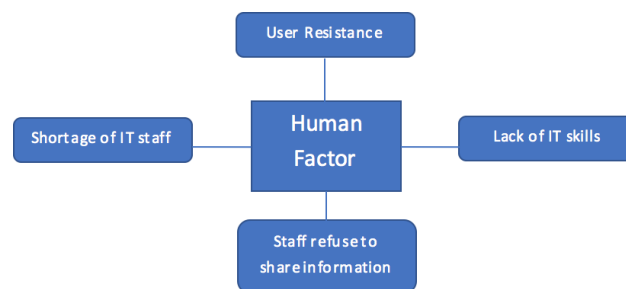 User Resistance
Shortage of IT staff
Human
Factor
Lack of IT skills
Staff refuse to
share information